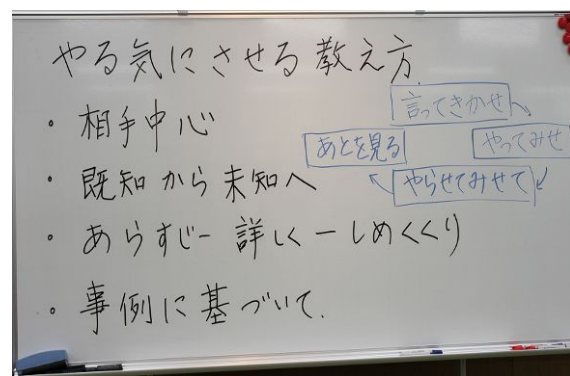 やる気にさせる教え方
・相手中心
・既知から未知へ
・あらすじー詳しくーしめくくり
・事例に基づいて.
言ってきかせ
やってみせ
やらせてみせて
あとを見る